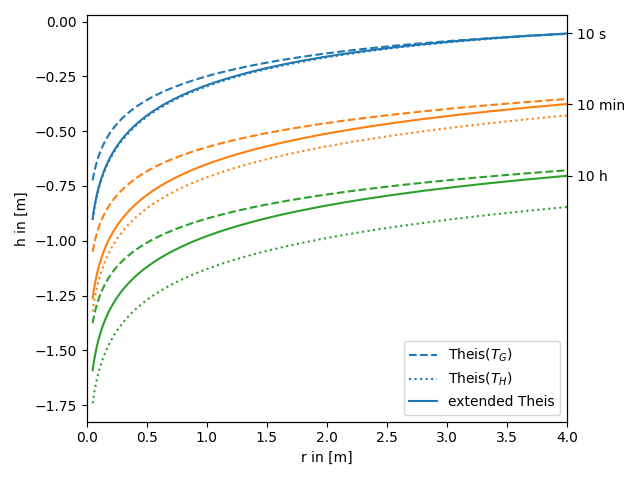 0.00
−0.25
−0.50
−0.75
−1.00
−1.25
−1.50
−1.75
h in [m]
0.0 0.5 1.0 1.5 2.0 2.5 3.0 3.5 4.0
r in [m]
10 s
10 min
10 h
Theis(T_G)
Theis(T_H)
extended Theis